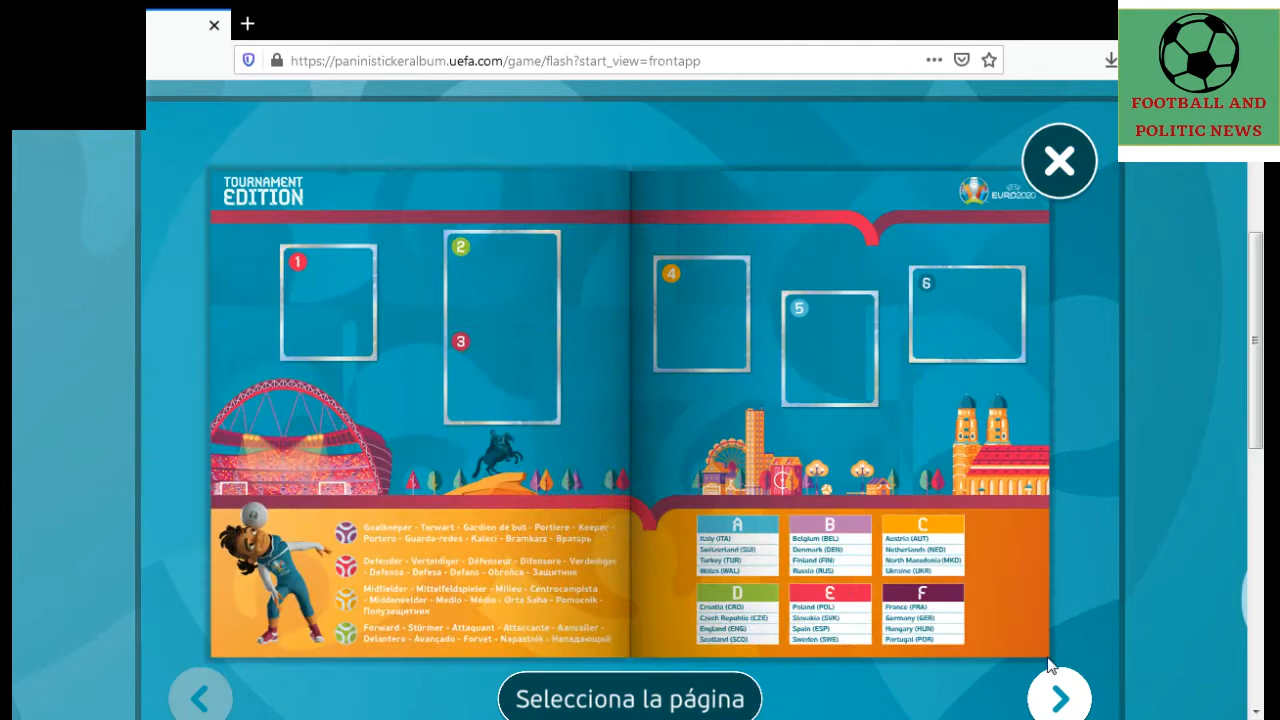 https://paninistickeralbum.uefa.com/game/flash?start_view=frontapp
FOOTBALL AND
POLITIC NEWS
TOURNAMENT
EDITION
UEFA
EURO2020
1
2
3
4
5
6
Goalkeeper - Torwart - Gardien de but - Portiere - Keeper -
Portero - Guarda-redes - Kaleci - Bramkarz - Вратарь
Defender - Verteidiger - Défenseur - Difensore - Verdediger
- Defensa - Defesa - Defans - Obrońca - Защитник
Midfielder - Mittelfeldspieler - Milieu - Centrocampista
- Middenvelder - Medio - Médio - Orta Saha - Pomocnik -
Полузащитник
Forward - Stürmer - Attaquant - Attaccante - Aanvaller -
Delantero - Avançado - Forvet - Napastnik - Нападающий
A
Italy (ITA)
Switzerland (SUI)
Turkey (TUR)
Wales (WAL)
B
Belgium (BEL)
Denmark (DEN)
Finland (FIN)
Russia (RUS)
C
Austria (AUT)
Netherlands (NED)
North Macedonia (MKD)
Ukraine (UKR)
D
Croatia (CRO)
Czech Republic (CZE)
England (ENG)
Scotland (SCO)
E
Poland (POL)
Slovakia (SVK)
Spain (ESP)
Sweden (SWE)
F
France (FRA)
Germany (GER)
Hungary (HUN)
Portugal (POR)
Selecciona la página